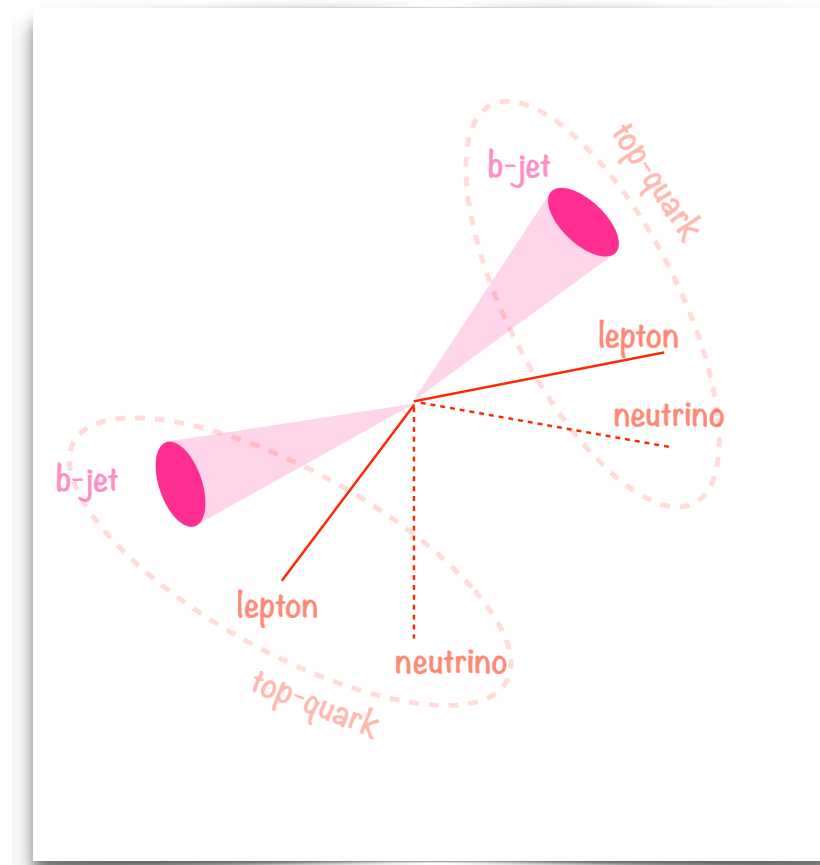 top-quark
b-jet
lepton
neutrino
b-jet
lepton
neutrino
top-quark